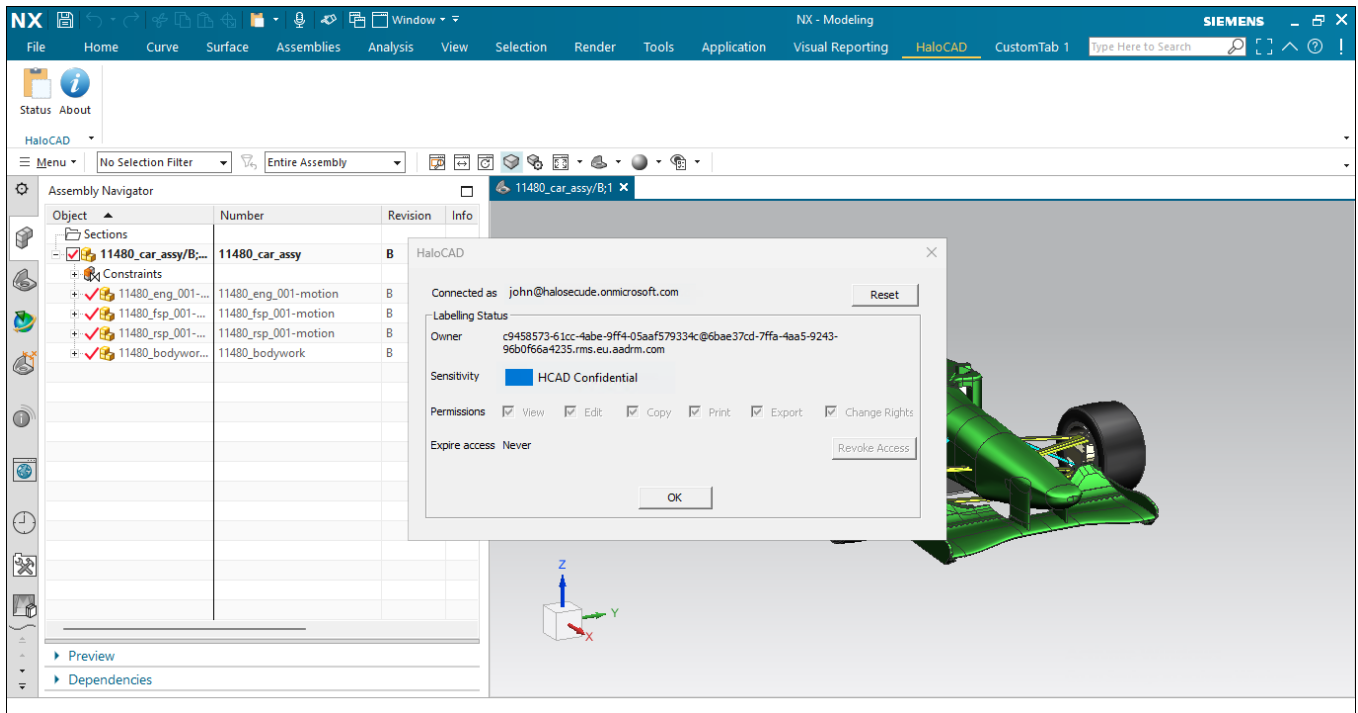 NX Window NX - Modeling SIEMENS
File Home Curve Surface Assemblies Analysis View Selection Render Tools Application Visual Reporting HaloCAD CustomTab 1 Type Here to Search
Status About
HaloCAD
Menu No Selection Filter Entire Assembly
Assembly Navigator
11480_car_assy/B;1
Object Number Revision Info
Sections
11480_car_assy/B;... 11480_car_assy B
Constraints
11480_eng_001-... 11480_eng_001-motion B
11480_fsp_001-... 11480_fsp_001-motion B
11480_rsp_001-... 11480_rsp_001-motion B
11480_bodywor... 11480_bodywork B
HaloCAD
Connected as john@halosecude.onmicrosoft.com Reset
Labelling Status
Owner c9458573-61cc-4abe-9ff4-05aaf579334c@6bae37cd-7ffa-4aa5-9243-
96b0f66a4235.rms.eu.aadrm.com
Sensitivity HCAD Confidential
Permissions View Edit Copy Print Export Change Rights
Expire access Never Revoke Access
OK
Z
Y
X
Preview
Dependencies